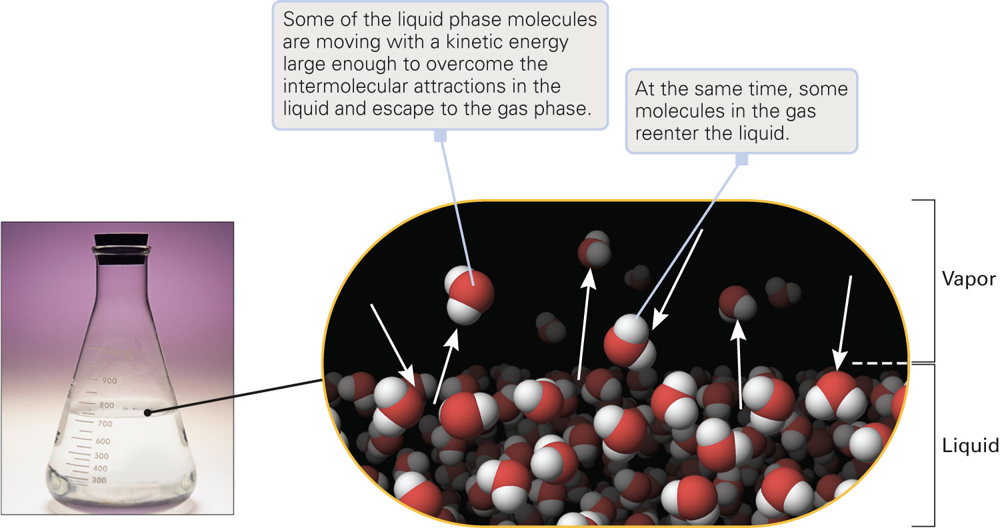 Some of the liquid phase molecules
are moving with a kinetic energy
large enough to overcome the
intermolecular attractions in the
liquid and escape to the gas phase.
At the same time, some
molecules in the gas
reenter the liquid.
Vapor
Liquid
900
800
700
600
500
400
300